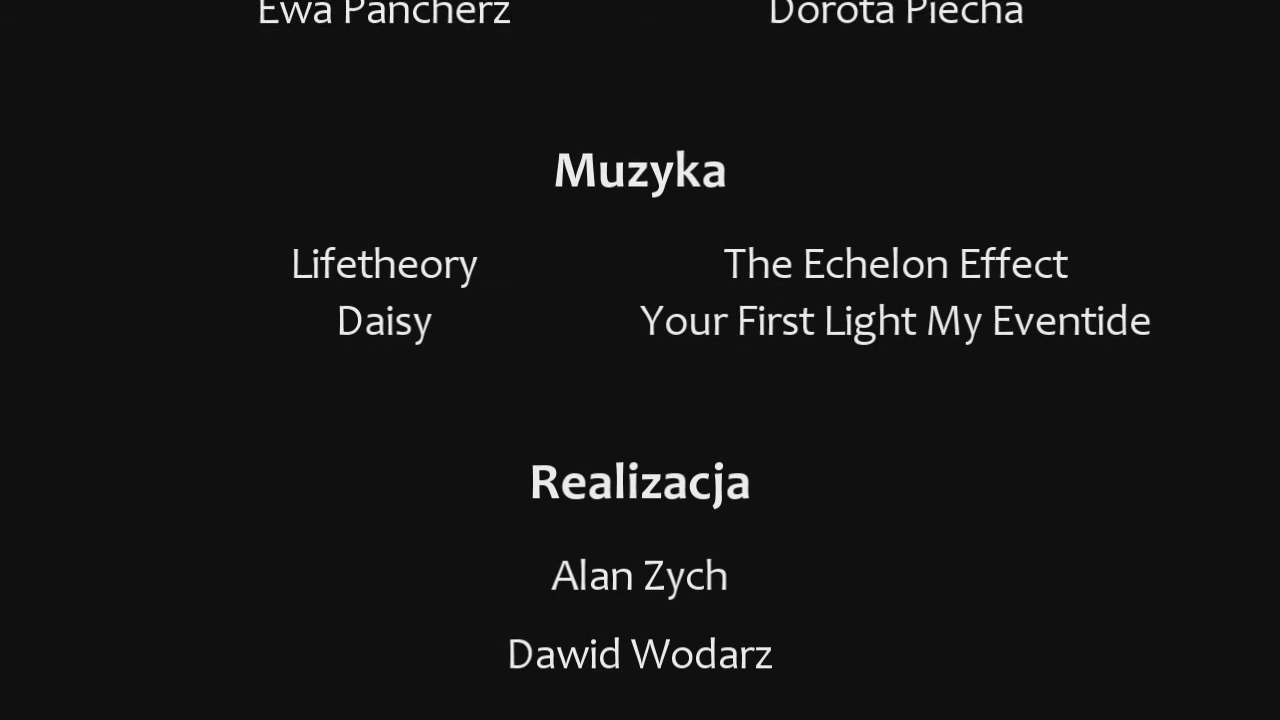 Ewa Pancherz Dorota Piecha
Muzyka
Lifetheory The Echelon Effect
Daisy Your First Light My Eventide
Realizacja
Alan Zych
Dawid Wodarz